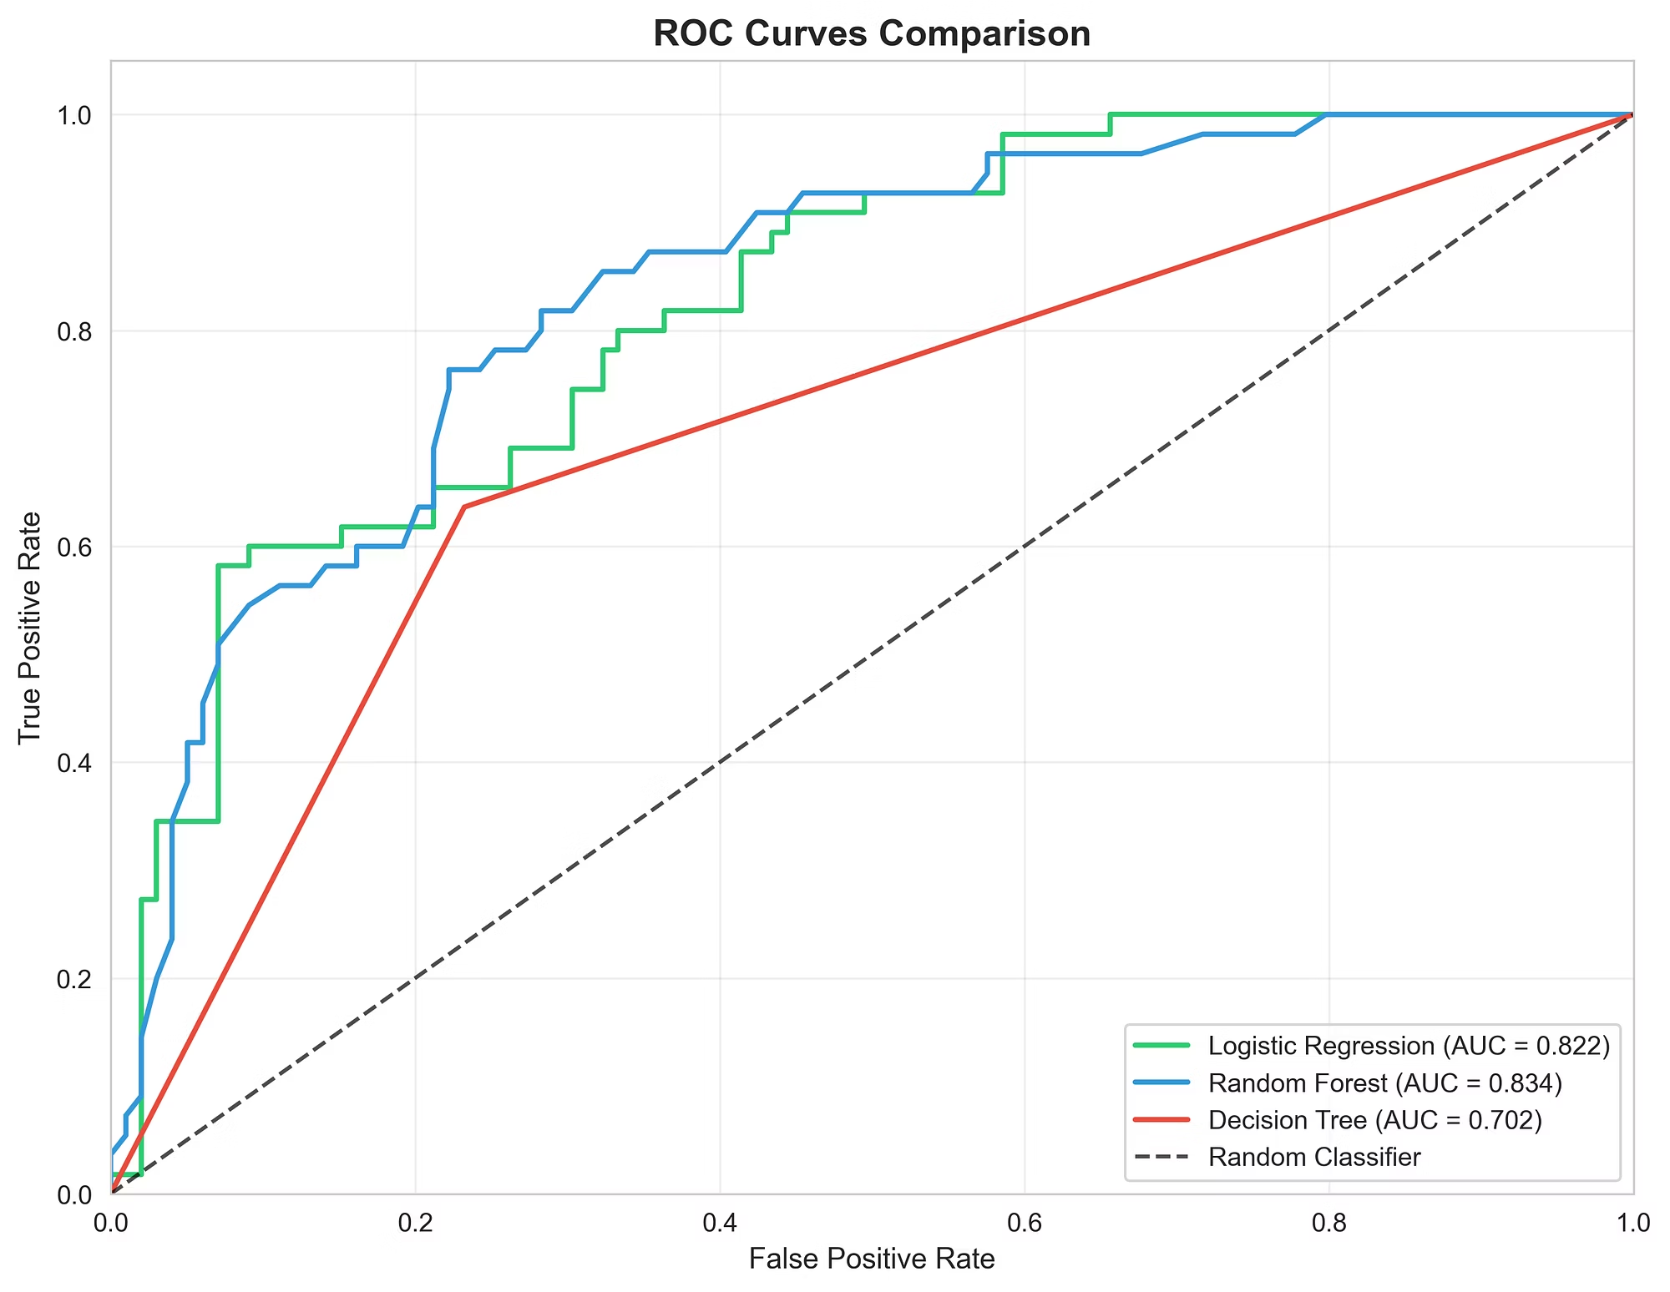 ROC Curves Comparison
True Positive Rate
1.0
0.8
0.6
0.4
0.2
0.0
0.0 0.2 0.4 0.6 0.8 1.0
False Positive Rate
Logistic Regression (AUC = 0.822)
Random Forest (AUC = 0.834)
Decision Tree (AUC = 0.702)
Random Classifier